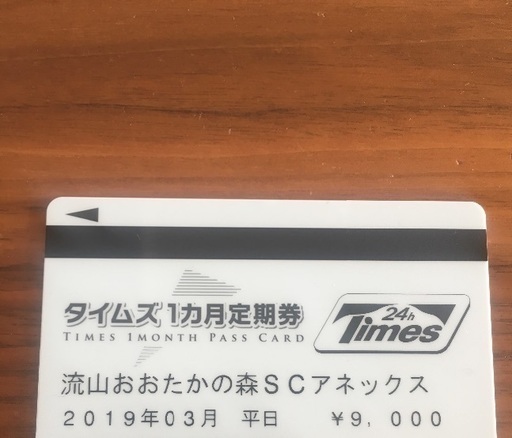 タイムズ 1カ月定期券
TIMES 1MONTH PASS CARD
24h
Times
流山おおたかの森SCアネックス
2019年03月 平日 ¥9,000